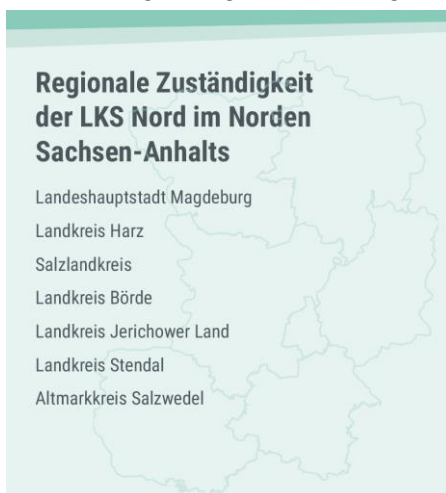 Regionale Zuständigkeit
der LKS Nord im Norden
Sachsen-Anhalts
Landeshauptstadt Magdeburg
Landkreis Harz
Salzlandkreis
Landkreis Börde
Landkreis Jerichower Land
Landkreis Stendal
Altmarkkreis Salzwedel